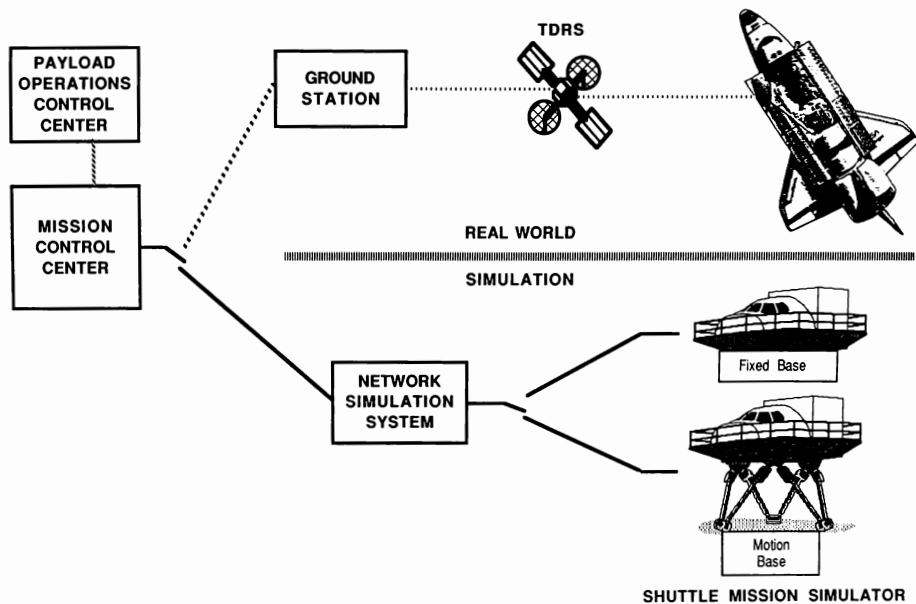 TDRS
PAYLOAD
OPERATIONS
CONTROL
CENTER
GROUND
STATION
MISSION
CONTROL
CENTER
REAL WORLD
SIMULATION
Fixed Base
NETWORK
SIMULATION
SYSTEM
Motion
Base
SHUTTLE MISSION SIMULATOR